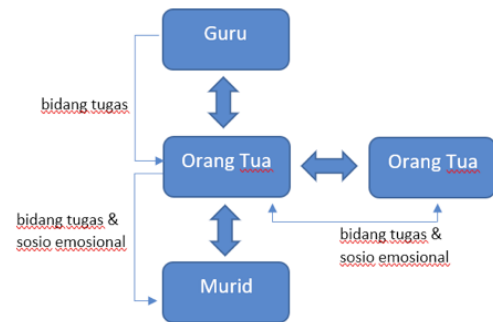 Guru
bidang tugas
Orang Tua
Orang Tua
bidang tugas &
sosio emosional
bidang tugas &
sosio emosional
Murid